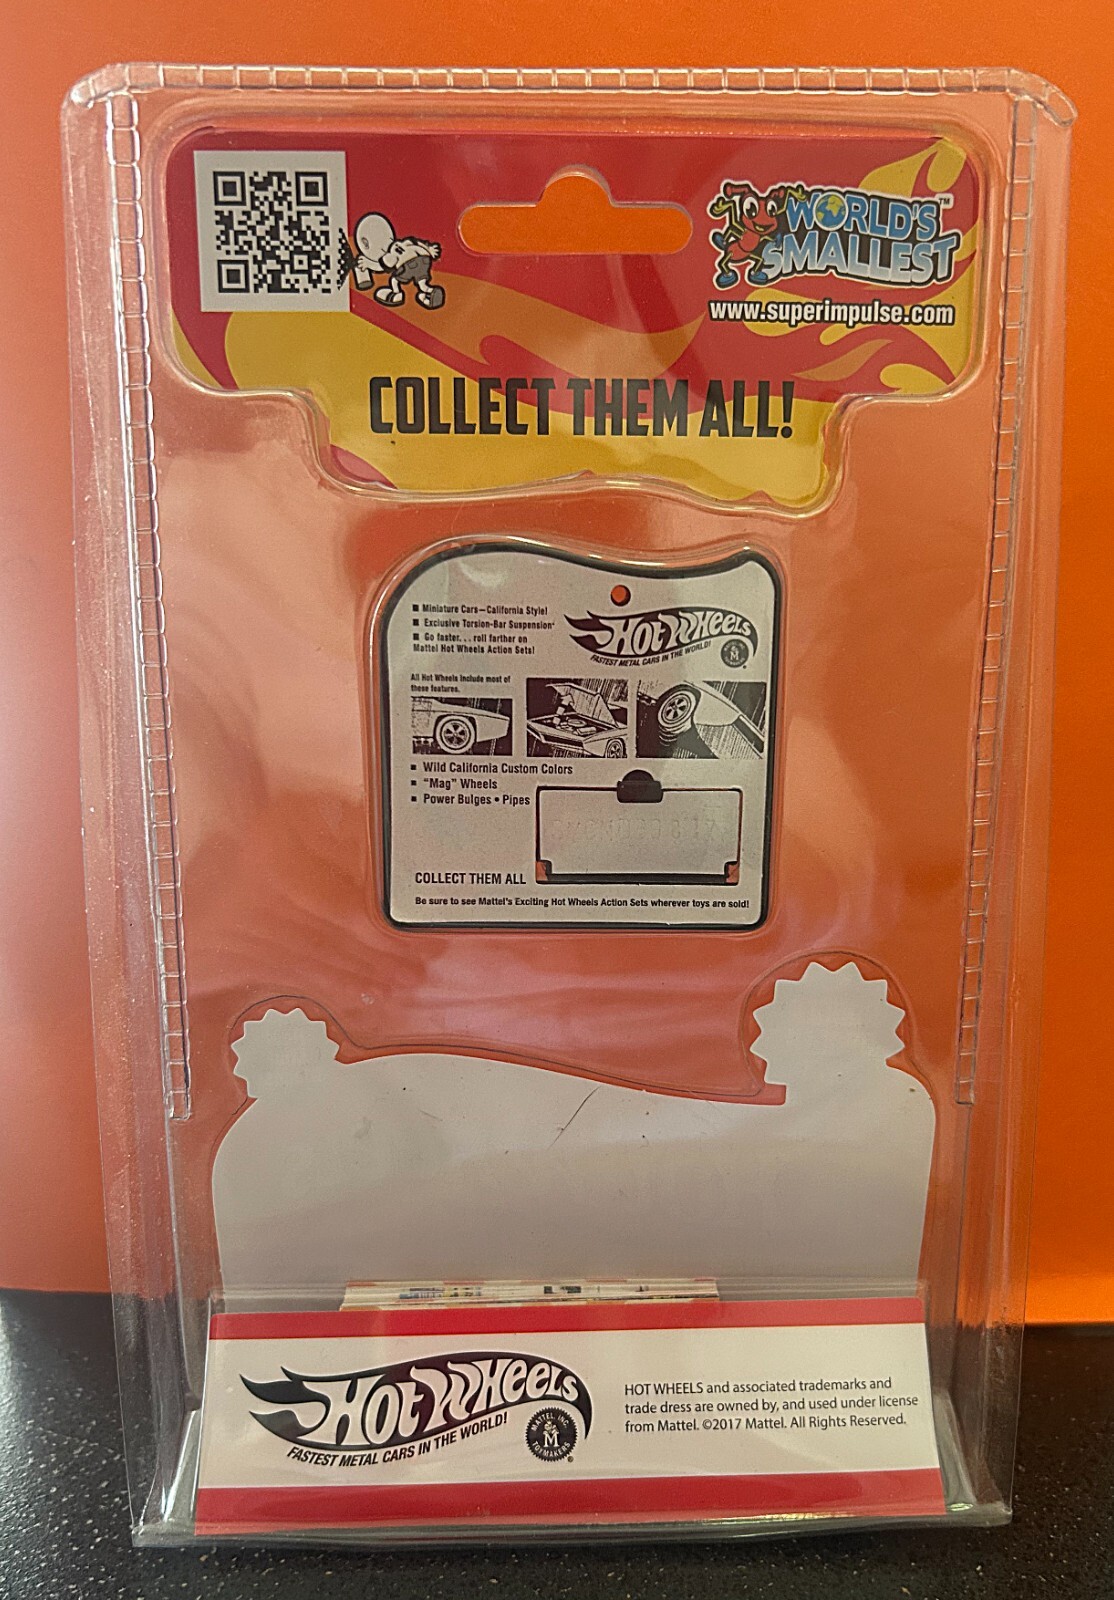 WORLD'S™
SMALLEST
www.superimpulse.com
COLLECT THEM ALL!
■ Miniature Cars—California Style!
■ Exclusive Torsion-Bar Suspension
■ Go faster... roll farther on
Mattel Hot Wheels Action Sets!
HOT WHEELS
FASTEST METAL CARS IN THE WORLD!
All Hot Wheels include most of
these features.
■ Wild California Custom Colors
■ "Mag" Wheels
■ Power Bulges • Pipes
COLLECT THEM ALL
Be sure to see Mattel's Exciting Hot Wheels Action Sets wherever toys are sold!
HOT WHEELS
FASTEST METAL CARS IN THE WORLD!
MATTEL, INC.
M
TOYMAKERS
®
HOT WHEELS and associated trademarks and
trade dress are owned by, and used under license
from Mattel. ©2017 Mattel. All Rights Reserved.